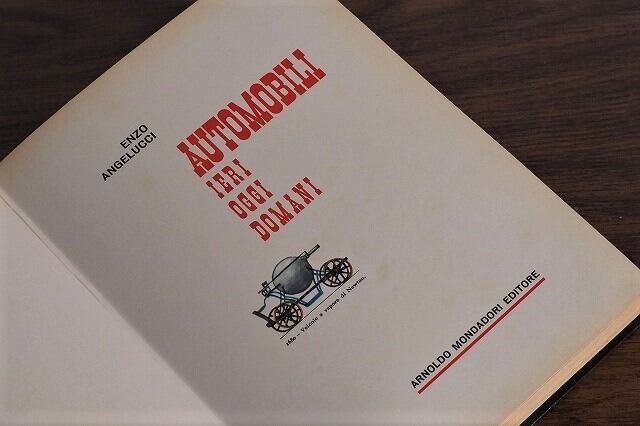 ENZO
ANGELUCCI
AUTOMOBILI
IERI
OGGI
DOMANI
1680 - Veicolo a vapore di Newton.
ARNOLDO MONDADORI EDITORE